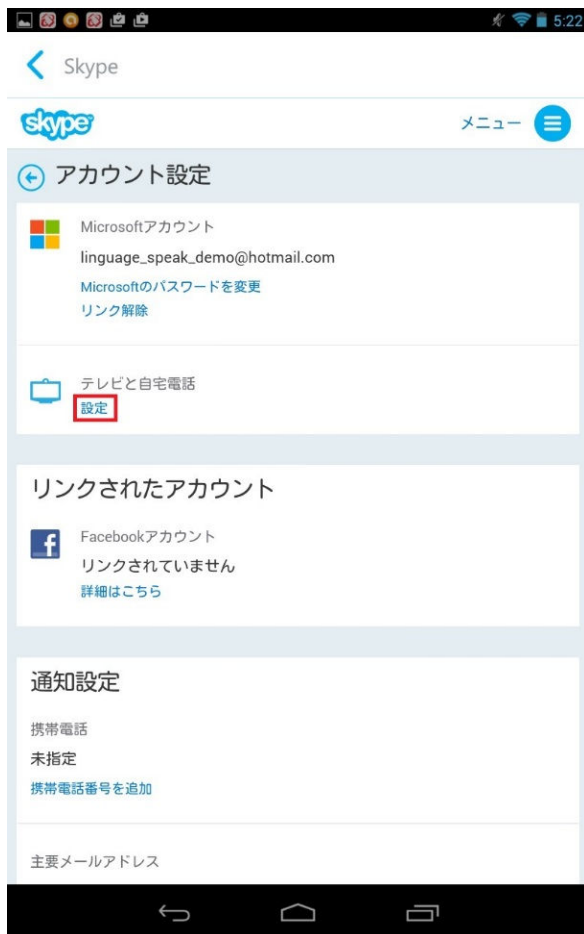 5:22
Skype
skype
メニュー
アカウント設定
Microsoftアカウント
linguage_speak_demo@hotmail.com
Microsoftのパスワードを変更
リンク解除
テレビと自宅電話
設定
リンクされたアカウント
Facebookアカウント
リンクされていません
詳細はこちら
通知設定
携帯電話
未指定
携帯電話番号を追加
主要メールアドレス